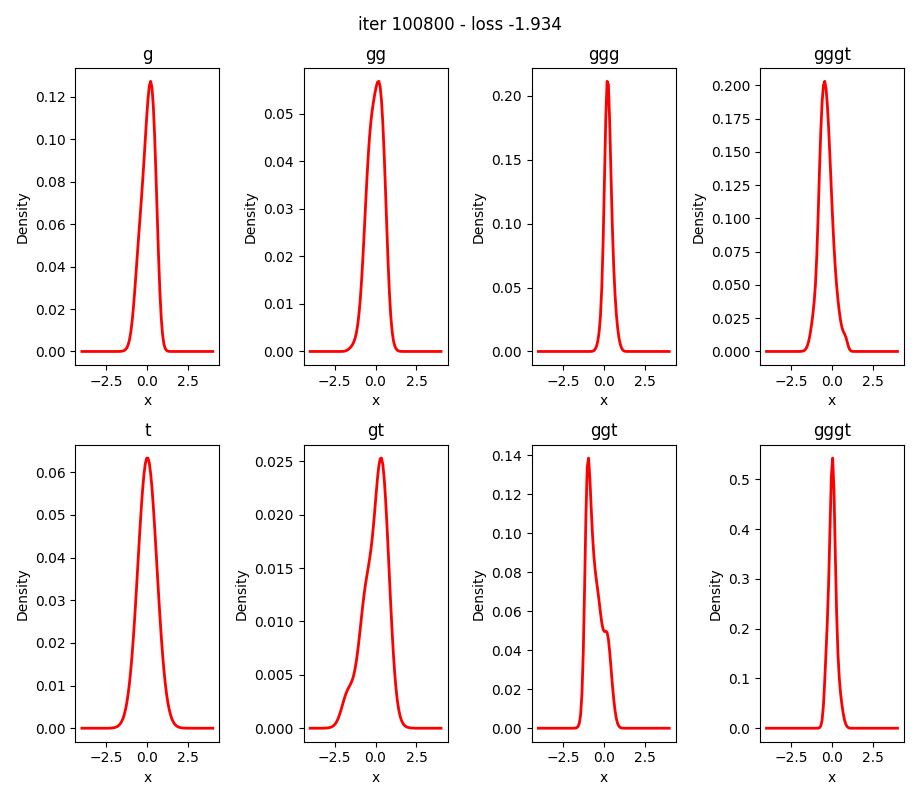 iter 100800 - loss -1.934
g
gg
ggg
gggt
0.12
0.10
0.08
0.06
0.04
0.02
0.00
Density
−2.5 0.0 2.5
x
0.05
0.04
0.03
0.02
0.01
0.00
Density
−2.5 0.0 2.5
x
0.20
0.15
0.10
0.05
0.00
Density
−2.5 0.0 2.5
x
0.200
0.175
0.150
0.125
0.100
0.075
0.050
0.025
0.000
Density
−2.5 0.0 2.5
x
t
gt
ggt
gggt
0.06
0.05
0.04
0.03
0.02
0.01
0.00
Density
−2.5 0.0 2.5
x
0.025
0.020
0.015
0.010
0.005
0.000
Density
−2.5 0.0 2.5
x
0.14
0.12
0.10
0.08
0.06
0.04
0.02
0.00
Density
−2.5 0.0 2.5
x
0.5
0.4
0.3
0.2
0.1
0.0
Density
−2.5 0.0 2.5
x